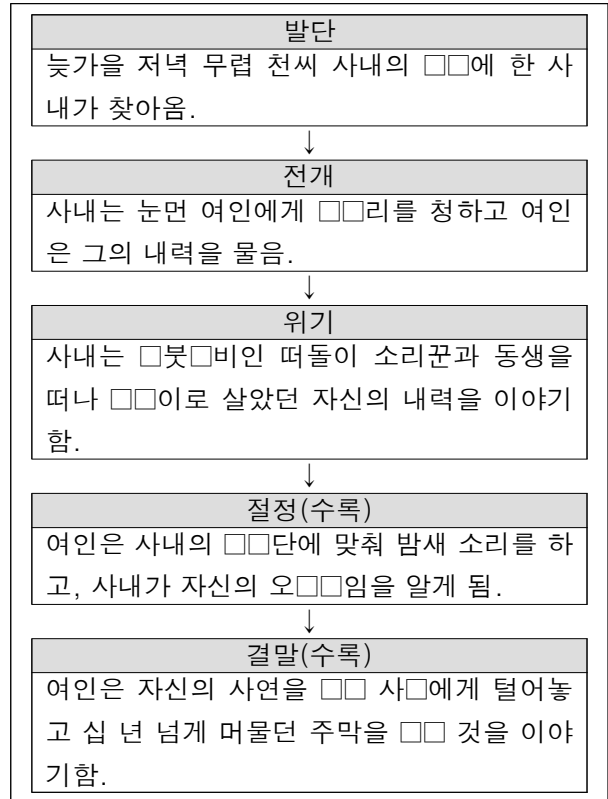 발단
늦가을 저녁 무렵 천씨 사내의 □□에 한 사
내가 찾아옴.
↓
전개
사내는 눈먼 여인에게 □□리를 청하고 여인
은 그의 내력을 물음.
↓
위기
사내는 □붓□비인 떠돌이 소리꾼과 동생을
떠나 □□이로 살았던 자신의 내력을 이야기
함.
↓
절정(수록)
여인은 사내의 □□단에 맞춰 밤새 소리를 하
고, 사내가 자신의 오□□임을 알게 됨.
↓
결말(수록)
여인은 자신의 사연을 □□ 사□에게 털어놓
고 십 년 넘게 머물던 주막을 □□ 것을 이야
기함.